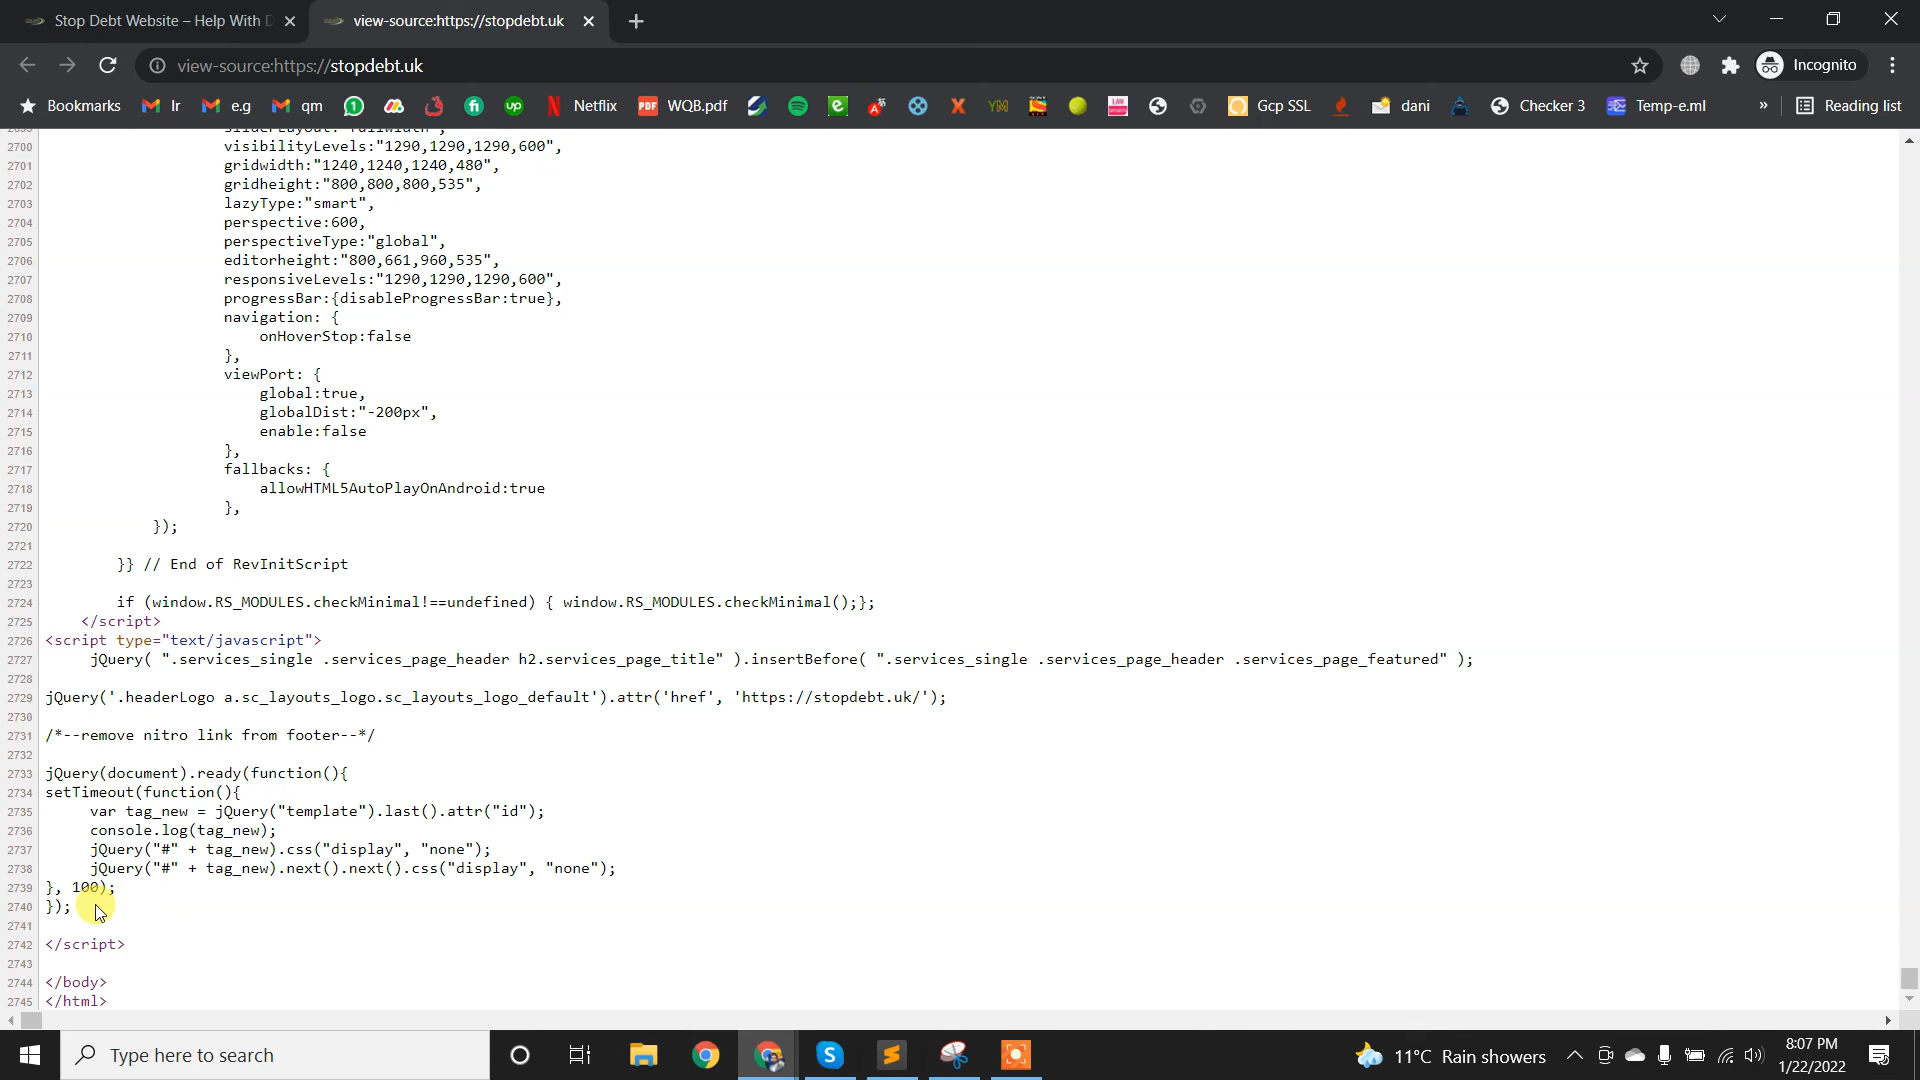 Stop Debt Website – Help With D
view-source:https://stopdebt.uk
view-source:https://stopdebt.uk
Incognito
Bookmarks Ir e.g qm Netflix PDF WQB.pdf Gcp SSL dani Checker 3 Temp-e.ml » Reading list
2700 visibilityLevels:"1290,1290,1290,600",
2701 gridwidth:"1240,1240,1240,480",
2702 gridheight:"800,800,800,535",
2703 lazyType:"smart",
2704 perspective:600,
2705 perspectiveType:"global",
2706 editorheight:"800,661,960,535",
2707 responsiveLevels:"1290,1290,1290,600",
2708 progressBar:{disableProgressBar:true},
2709 navigation: {
2710 onHoverStop:false
2711 },
2712 viewPort: {
2713 global:true,
2714 globalDist:"-200px",
2715 enable:false
2716 },
2717 fallbacks: {
2718 allowHTML5AutoPlayOnAndroid:true
2719 },
2720 });
2721
2722 }} // End of RevInitScript
2723
2724 if (window.RS_MODULES.checkMinimal!==undefined) { window.RS_MODULES.checkMinimal();};
2725 </script>
2726 <script type="text/javascript">
2727 jQuery( ".services_single .services_page_header h2.services_page_title" ).insertBefore( ".services_single .services_page_header .services_page_featured" );
2728
2729 jQuery('.headerLogo a.sc_layouts_logo.sc_layouts_logo_default').attr('href', 'https://stopdebt.uk/');
2730
2731 /*--remove nitro link from footer--*/
2732
2733 jQuery(document).ready(function(){
2734 setTimeout(function(){
2735 var tag_new = jQuery("template").last().attr("id");
2736 console.log(tag_new);
2737 jQuery("#" + tag_new).css("display", "none");
2738 jQuery("#" + tag_new).next().next().css("display", "none");
2739 }, 100);
2740 });
2741
2742 </script>
2743
2744 </body>
2745 </html>
Type here to search
11°C Rain showers
8:07 PM
1/22/2022